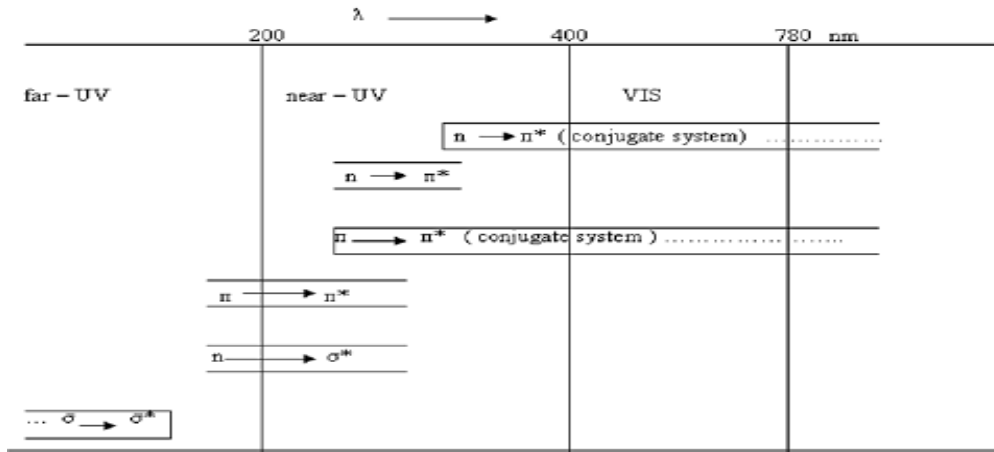 λ ⟶
200 400 780 nm
far – UV near – UV VIS
n ⟶ π* ( conjugate system) ……………
n ⟶ π*
π ⟶ π* ( conjugate system ) ……………………..
π ⟶ π*
n ⟶ σ*
... σ ⟶ σ*